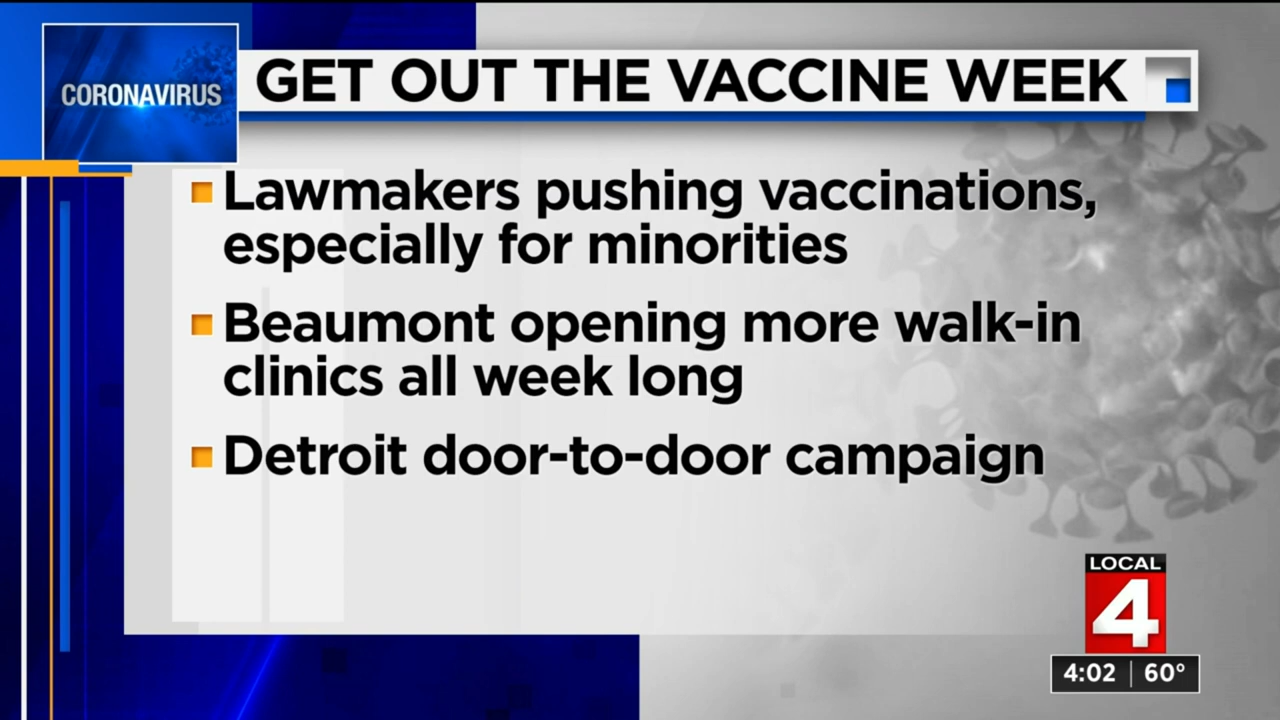 CORONAVIRUS
GET OUT THE VACCINE WEEK
Lawmakers pushing vaccinations,
especially for minorities
Beaumont opening more walk-in
clinics all week long
Detroit door-to-door campaign
LOCAL
4
4:02 60°